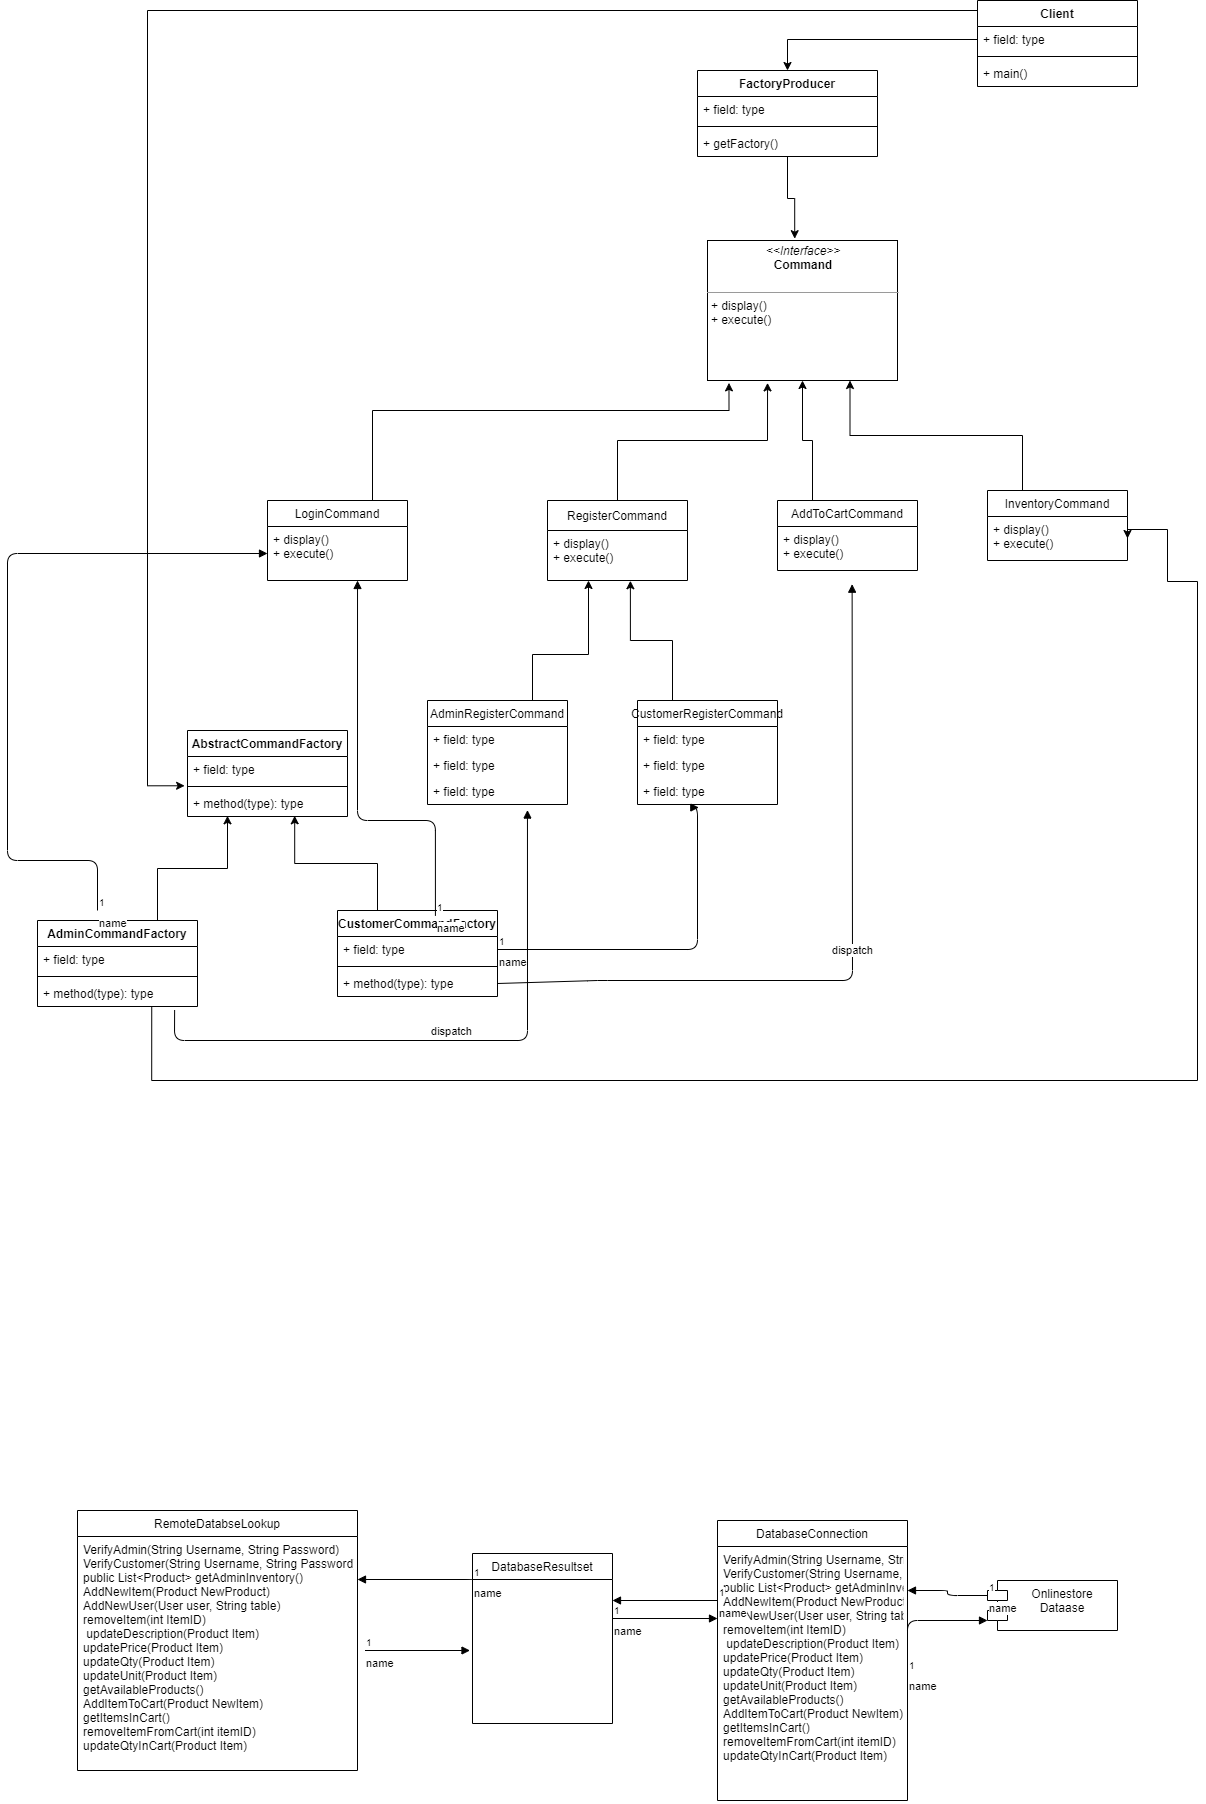 Client
+ field: type
+ main()
FactoryProducer
+ field: type
+ getFactory()
<<Interface>>
Command
+ display()
+ execute()
LoginCommand
+ display()
+ execute()
RegisterCommand
+ display()
+ execute()
AddToCartCommand
+ display()
+ execute()
InventoryCommand
+ display()
+ execute()
AbstractCommandFactory
+ field: type
+ method(type): type
AdminRegisterCommand
+ field: type
+ field: type
+ field: type
CustomerRegisterCommand
+ field: type
+ field: type
+ field: type
1
name
AdminCommandFactory
+ field: type
+ method(type): type
1
name
CustomerCommandFactory
+ field: type
+ method(type): type
1
name
dispatch
dispatch
RemoteDatabseLookup
VerifyAdmin(String Username, String Password)
VerifyCustomer(String Username, String Password
public List<Product> getAdminInventory()
AddNewItem(Product NewProduct)
AddNewUser(User user, String table)
removeItem(int ItemID)
updateDescription(Product Item)
updatePrice(Product Item)
updateQty(Product Item)
updateUnit(Product Item)
getAvailableProducts()
AddItemToCart(Product NewItem)
getItemsInCart()
removeItemFromCart(int itemID)
updateQtyInCart(Product Item)
1
name
DatabaseResultset
1
name
1
name
DatabaseConnection
VerifyAdmin(String Username, Str
VerifyCustomer(String Username,
public List<Product> getAdminInve
AddNewItem(Product NewProduct
NewUser(User user, String tab
removeItem(int ItemID)
updateDescription(Product Item)
updatePrice(Product Item)
updateQty(Product Item)
updateUnit(Product Item)
getAvailableProducts()
AddItemToCart(Product NewItem)
getItemsInCart()
removeItemFromCart(int itemID)
updateQtyInCart(Product Item)
1
name
1
name
1
name
Onlinestore
Dataase